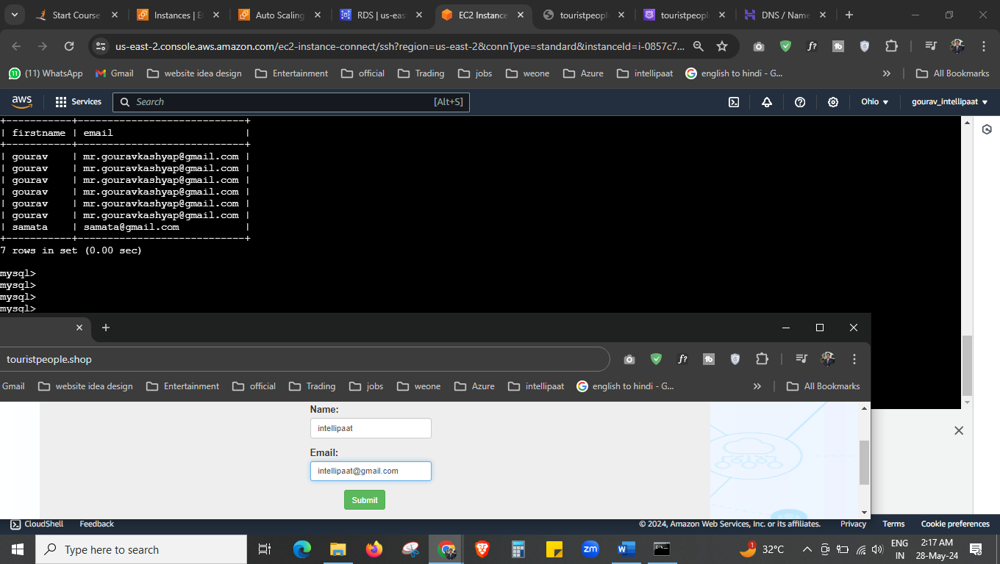 Start Course
Instances | E
Auto Scaling
RDS | us-eas
EC2 Instance
touristpeopl
touristpeopl
DNS / Name
us-east-2.console.aws.amazon.com/ec2-instance-connect/ssh?region=us-east-2&connType=standard&instanceId=i-0857c7...
(11) WhatsApp
Gmail
website idea design
Entertainment
official
Trading
jobs
weone
Azure
intellipaat
english to hindi - G...
All Bookmarks
aws
Services
Search
[Alt+S]
Ohio
gourav_intellipaat
+-----------+----------------------------+
| firstname | email                      |
+-----------+----------------------------+
| gourav    | mr.gouravkashyap@gmail.com |
| gourav    | mr.gouravkashyap@gmail.com |
| gourav    | mr.gouravkashyap@gmail.com |
| gourav    | mr.gouravkashyap@gmail.com |
| gourav    | mr.gouravkashyap@gmail.com |
| gourav    | mr.gouravkashyap@gmail.com |
| samata    | samata@gmail.com           |
+-----------+----------------------------+
7 rows in set (0.00 sec)
mysql>
mysql>
mysql>
mysql>
touristpeople.shop
Gmail
website idea design
Entertainment
official
Trading
jobs
weone
Azure
intellipaat
english to hindi - G...
All Bookmarks
Name:
intellipaat
Email:
intellipaat@gmail.com
Submit
CloudShell
Feedback
© 2024, Amazon Web Services, Inc. or its affiliates.
Privacy
Terms
Cookie preferences
Type here to search
32°C
ENG
IN
2:17 AM
28-May-24